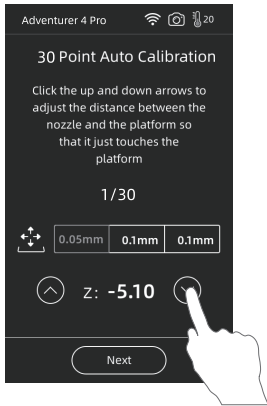 Adventurer 4 Pro 20
30 Point Auto Calibration
Click the up and down arrows to
adjust the distance between the
nozzle and the platform so
that it just touches the
platform
1/30
0.05mm 0.1mm 0.1mm
Z: -5.10
Next